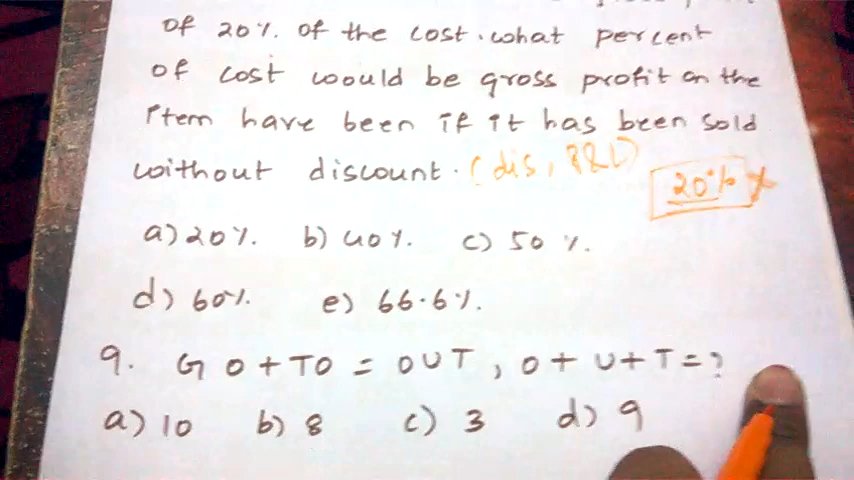 of 20%. of the cost. what percent
of cost would be gross profit on the
item have been if it has been sold
without discount. (dis, P&L)
20%
a) 20%. b) 40%. c) 50 %.
d) 60%. e) 66.6%.
9. G O + TO = OUT, O + U + T = ?
a) 10 b) 8 c) 3 d) 9